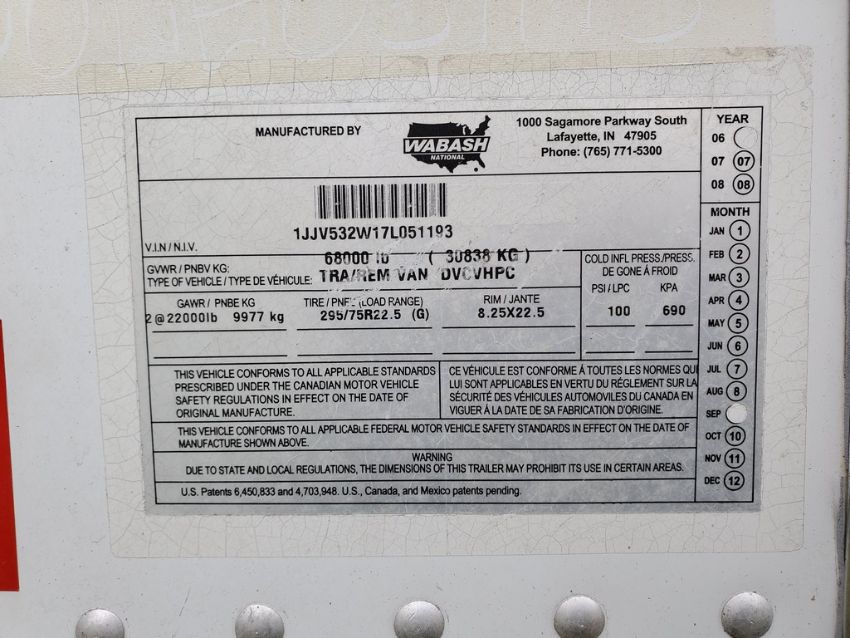 MANUFACTURED BY
WABASH
NATIONAL
1000 Sagamore Parkway South
Lafayette, IN 47905
Phone: (765) 771-5300
1JJV532W17L051193
V.I.N / N.I.V.
GVWR / PNBV KG: 68000 lb ( 30838 KG )
TYPE OF VEHICLE / TYPE DE VÉHICULE: TRA/REM VAN DVCVHPC
COLD INFL PRESS/PRESS.
DE GONE Á FROID
PSI/LPC KPA
100 690
GAWR / PNBE KG TIRE / PNEU (LOAD RANGE) RIM / JANTE
2@22000lb 9977 kg 295/75R22.5 (G) 8.25X22.5
THIS VEHICLE CONFORMS TO ALL APPLICABLE STANDARDS
PRESCRIBED UNDER THE CANADIAN MOTOR VEHICLE
SAFETY REGULATIONS IN EFFECT ON THE DATE OF
ORIGINAL MANUFACTURE.
CE VÉHICULE EST CONFORME Á TOUTES LES NORMES QUI
LUI SONT APPLICABLES EN VERTU DU RÉGLEMENT SUR LA
SÉCURITÉ DES VÉHICULES AUTOMOBILES DU CANADA EN
VIGUER Á LA DATE DE SA FABRICATION D'ORIGINE.
THIS VEHICLE CONFORMS TO ALL APPLICABLE FEDERAL MOTOR VEHICLE SAFETY STANDARDS IN EFFECT ON THE DATE OF
MANUFACTURE SHOWN ABOVE.
WARNING
DUE TO STATE AND LOCAL REGULATIONS, THE DIMENSIONS OF THIS TRAILER MAY PROHIBIT ITS USE IN CERTAIN AREAS.
U.S. Patents 6,450,833 and 4,703,948. U.S., Canada, and Mexico patents pending.
YEAR
06
07 07
08 08
MONTH
JAN 1
FEB 2
MAR 3
APR 4
MAY 5
JUN 6
JUL 7
AUG 8
SEP
OCT 10
NOV 11
DEC 12